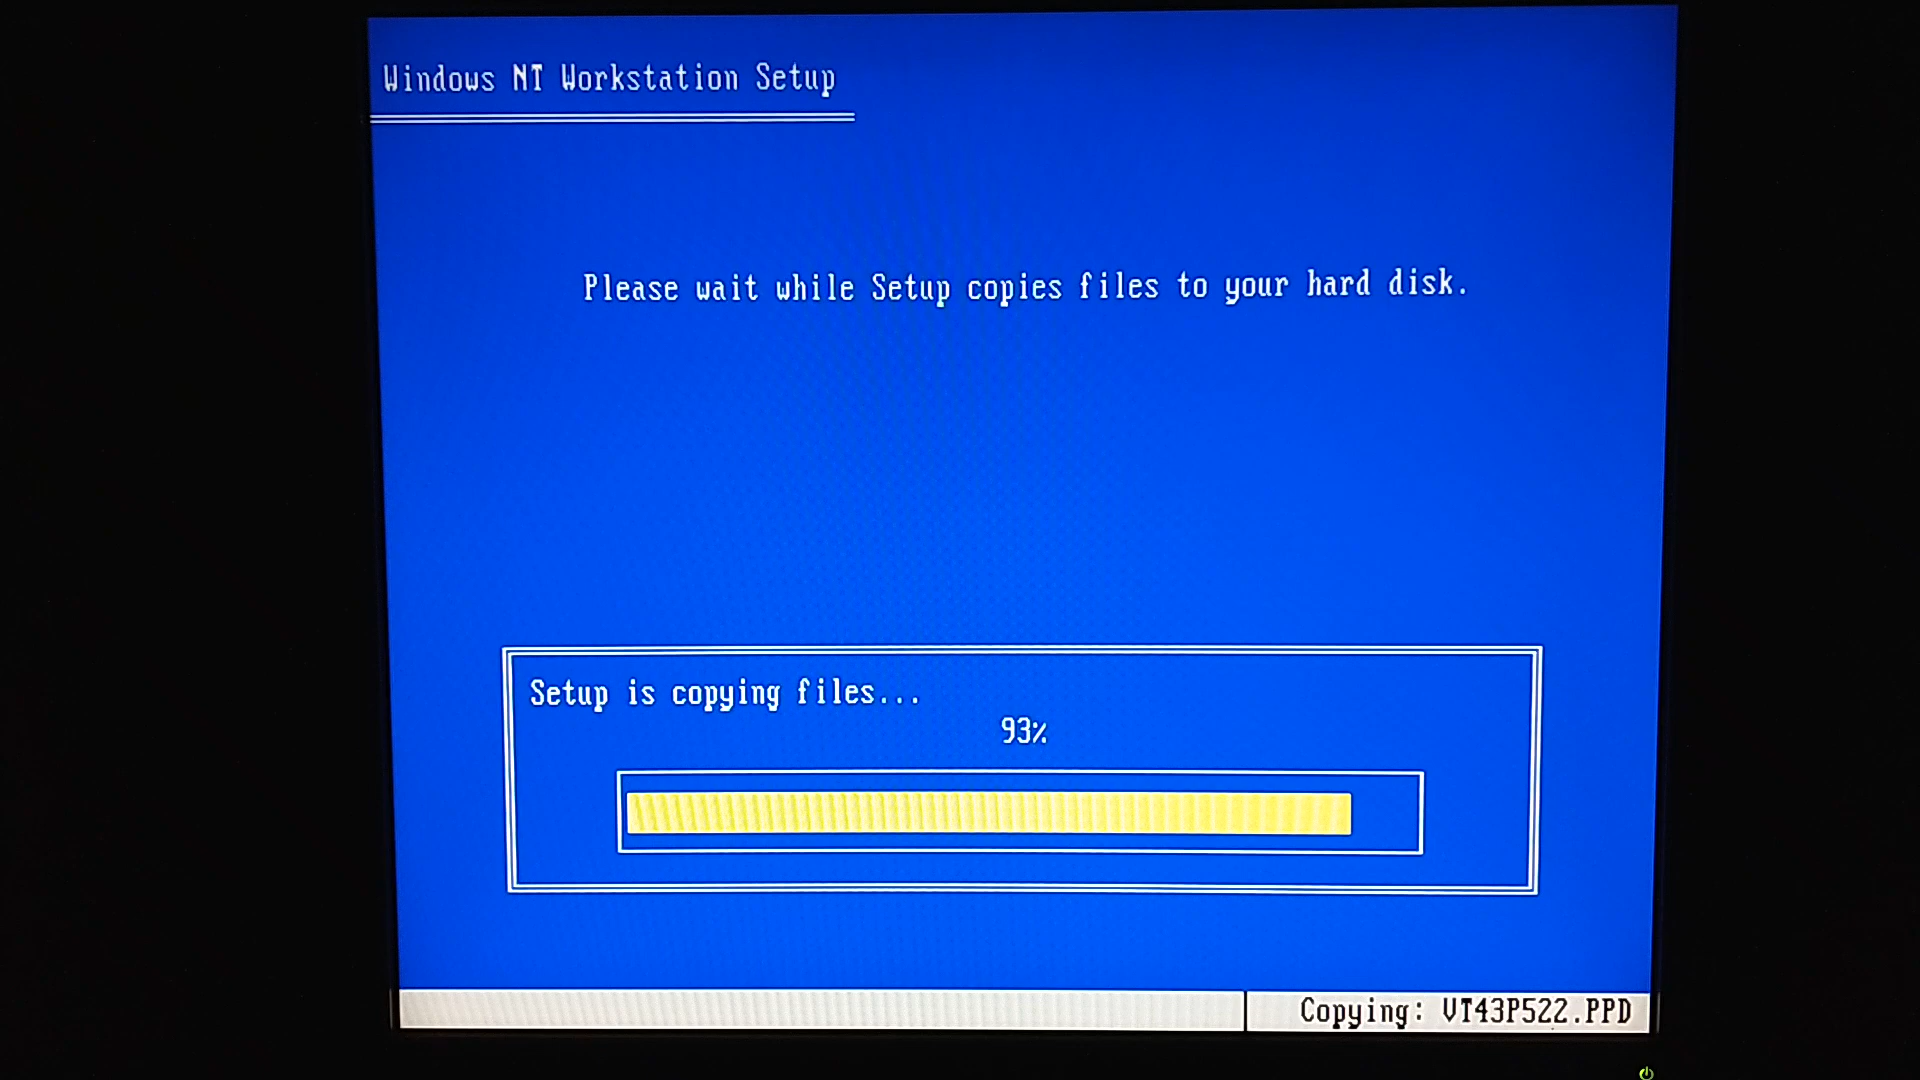 Windows NT Workstation Setup
Please wait while Setup copies files to your hard disk.
Setup is copying files...
93%
Copying: VT43P522.PPD